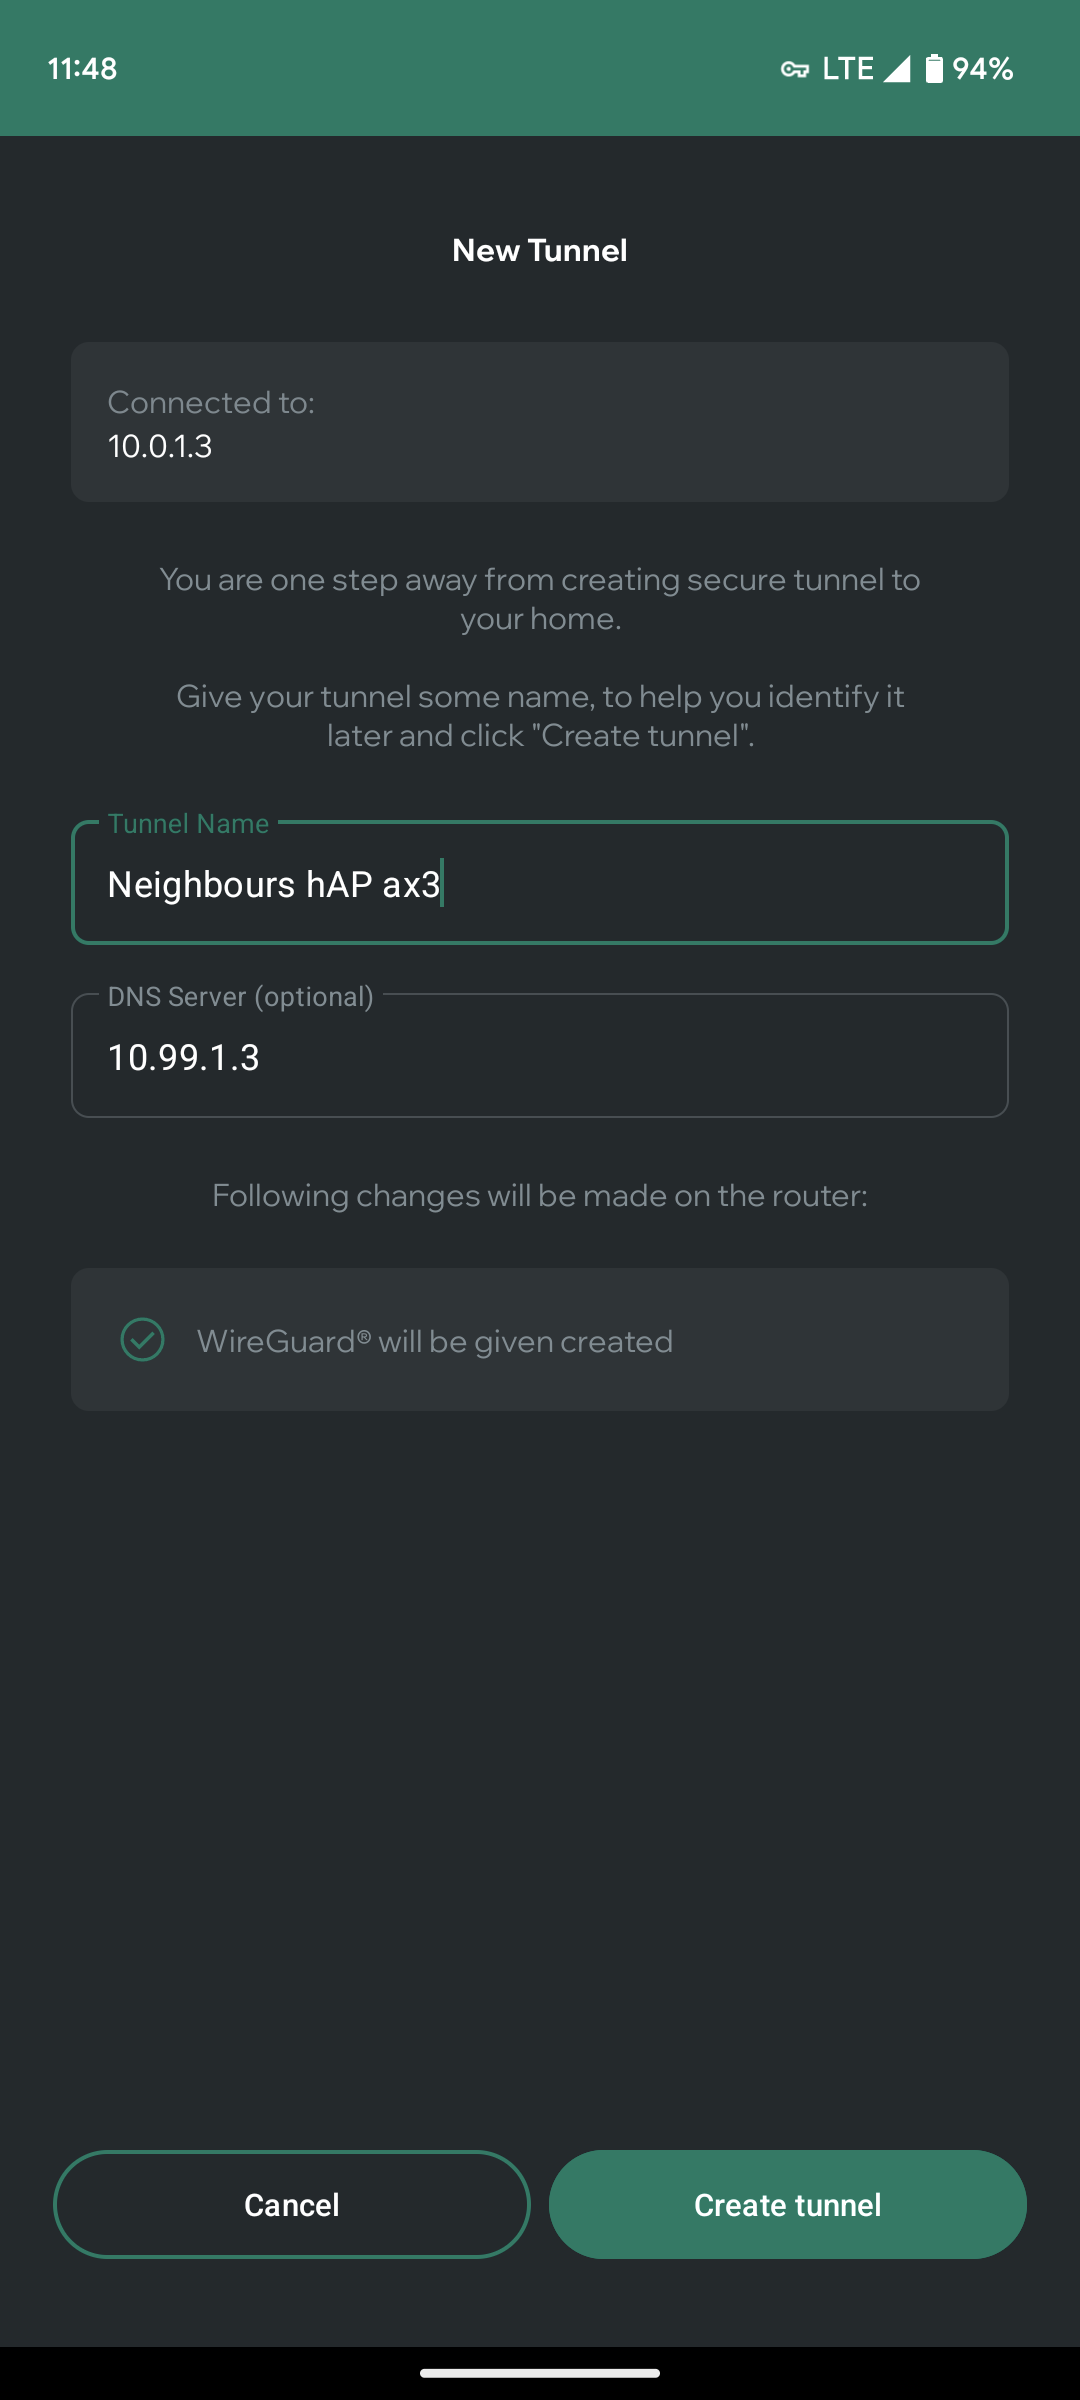 11:48
LTE 94%
New Tunnel
Connected to:
10.0.1.3
You are one step away from creating secure tunnel to
your home.
Give your tunnel some name, to help you identify it
later and click "Create tunnel".
Tunnel Name
Neighbours hAP ax3
DNS Server (optional)
10.99.1.3
Following changes will be made on the router:
WireGuard® will be given created
Cancel
Create tunnel